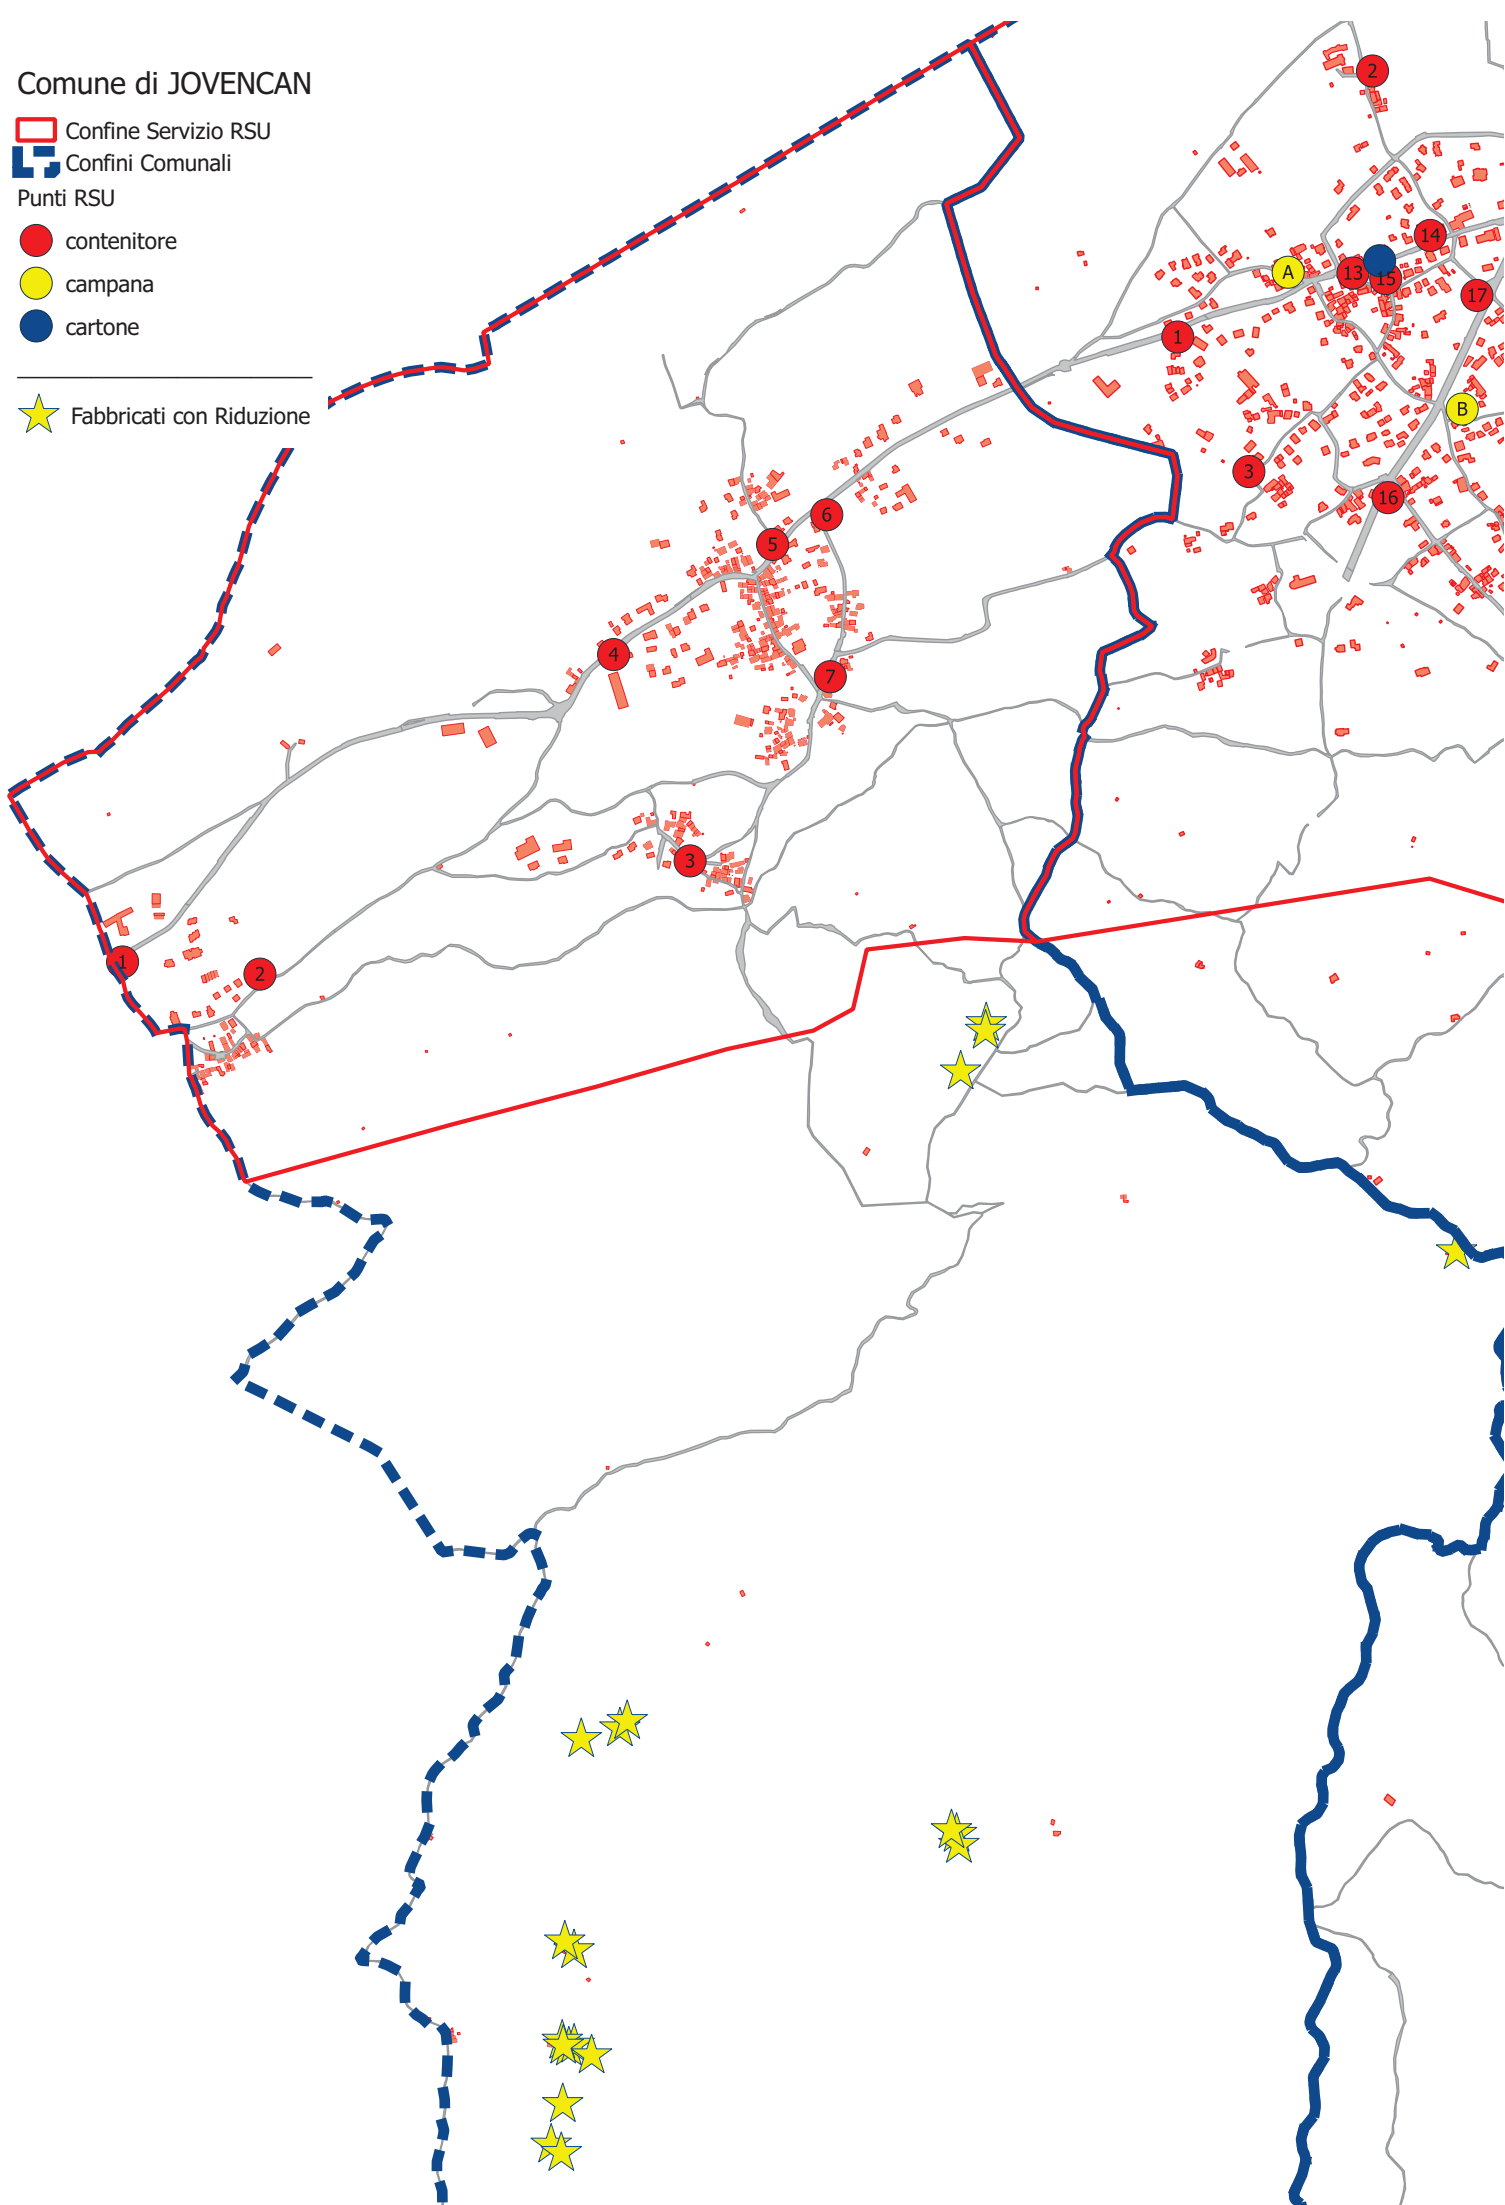 Comune di JOVENCAN
Confine Servizio RSU
Confini Comunali
Punti RSU
contenitore
campana
cartone
Fabbricati con Riduzione
2
14
A
13
15
17
1
B
3
16
6
5
4
7
3
1
2